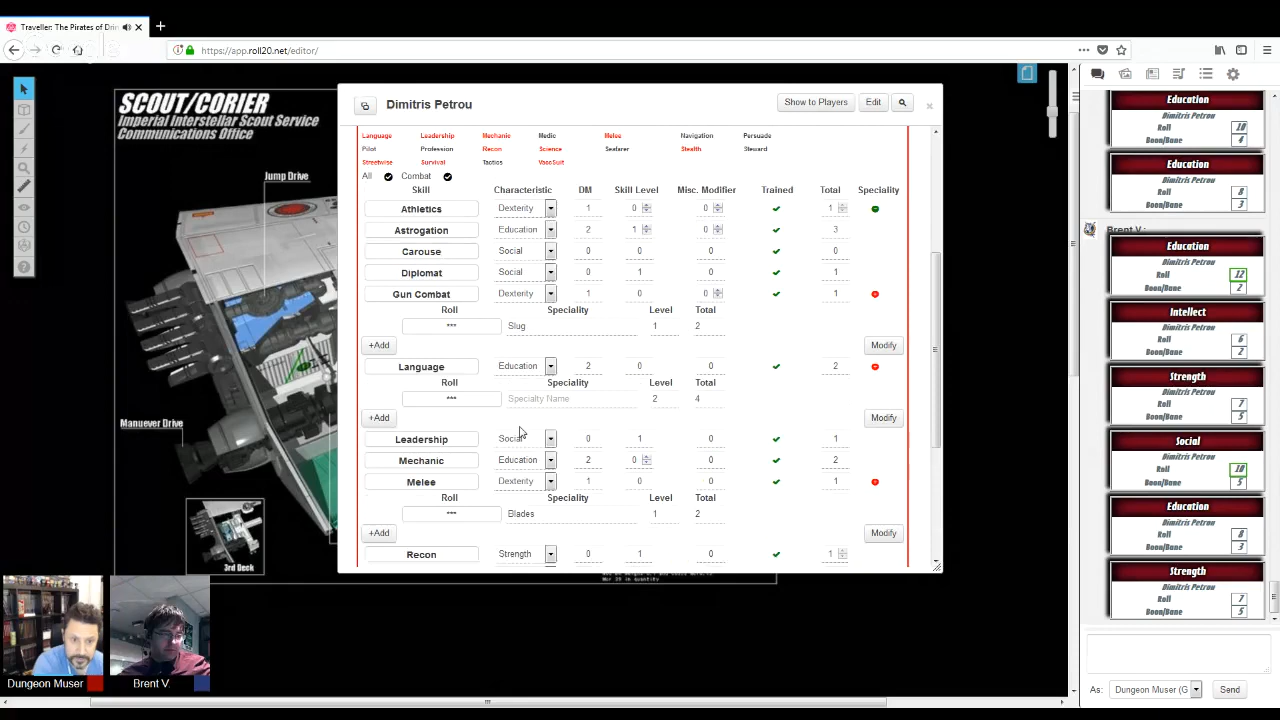 Traveller: The Pirates of Drin
https://app.roll20.net/editor/
SCOUT/CORIER
Imperial Interstellar Scout Service
Communications Office
Jump Drive
Manuever Drive
3rd Deck
Dimitris Petrou
Show to Players
Edit
Language Leadership Mechanic Medic Melee Navigation Persuade
Pilot Profession Recon Science Seafarer Stealth Steward
Streetwise Survival Tactics VaccSuit
All Combat
Skill Characteristic DM Skill Level Misc. Modifier Trained Total Speciality
Athletics Dexterity 1 0 0 1
Astrogation Education 2 1 0 3
Carouse Social 0 0 0 0
Diplomat Social 0 1 0 1
Gun Combat Dexterity 1 0 0 1
Roll Speciality Level Total
*** Slug 1 2
+Add Modify
Language Education 2 0 0 2
Roll Speciality Level Total
*** Specialty Name 2 4
+Add Modify
Leadership Social 0 1 0 1
Mechanic Education 2 0 0 2
Melee Dexterity 1 0 0 1
Roll Speciality Level Total
*** Blades 1 2
+Add Modify
Recon Strength 0 1 0 1
Education
Roll 10
Boon/Bane 4
Education
Dimitris Petrou
Roll 8
Boon/Bane 3
Brent V.:
Education
Dimitris Petrou
Roll 12
Boon/Bane 2
Intellect
Dimitris Petrou
Roll 6
Boon/Bane 2
Strength
Dimitris Petrou
Roll 7
Boon/Bane 5
Social
Dimitris Petrou
Roll 10
Boon/Bane 5
Education
Dimitris Petrou
Roll 8
Boon/Bane 3
Strength
Dimitris Petrou
Roll 7
Boon/Bane 5
As: Dungeon Muser (G Send
Dungeon Muser
Brent V.